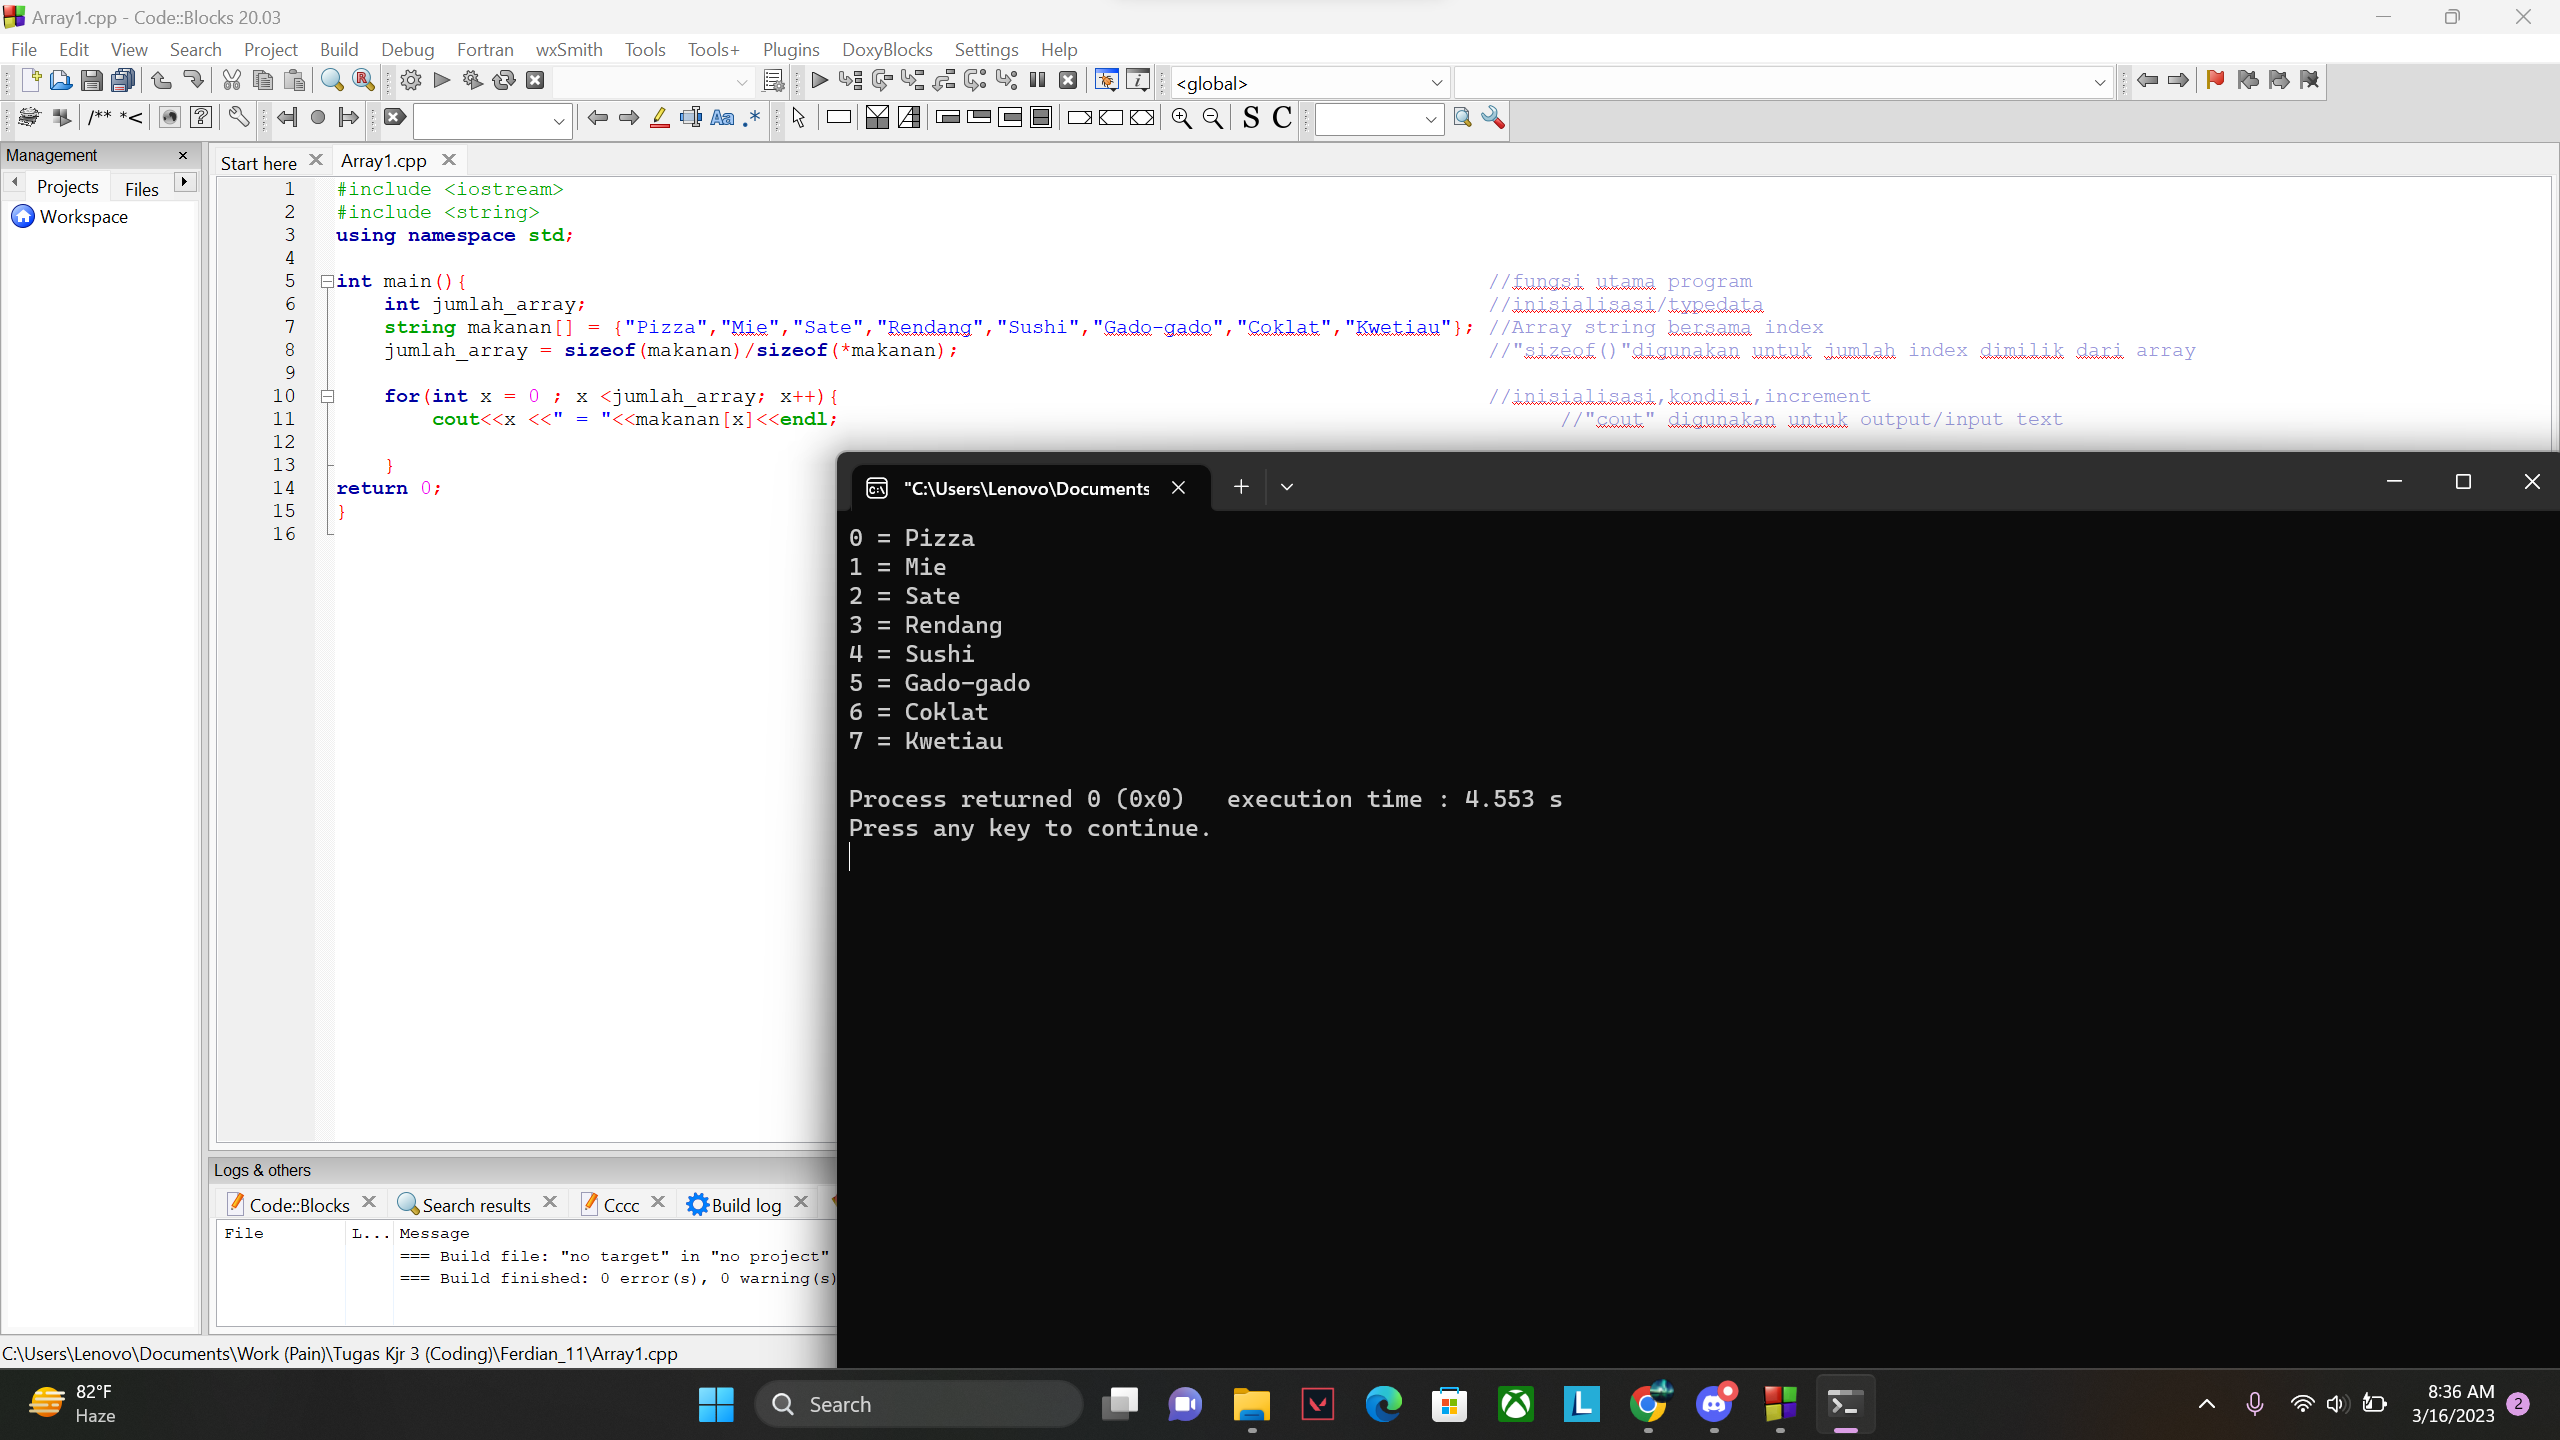 Array1.cpp - Code::Blocks 20.03
File Edit View Search Project Build Debug Fortran wxSmith Tools Tools+ Plugins DoxyBlocks Settings Help
<global>
/** *<
Aa .* S C
Management
Projects Files
Workspace
Start here Array1.cpp
1 #include <iostream>
2 #include <string>
3 using namespace std;
4
5 int main(){ //fungsi utama program
6 int jumlah_array; //inisialisasi/typedata
7 string makanan[] = {"Pizza","Mie","Sate","Rendang","Sushi","Gado-gado","Coklat","Kwetiau"}; //Array string bersama index
8 jumlah_array = sizeof(makanan)/sizeof(*makanan); //"sizeof()"digunakan untuk jumlah index dimilik dari array
9
10 for(int x = 0 ; x <jumlah_array; x++){ //inisialisasi,kondisi,increment
11 cout<<x <<" = "<<makanan[x]<<endl; //"cout" digunakan untuk output/input text
12
13 }
14 return 0;
15 }
16
"C:\Users\Lenovo\Documents
0 = Pizza
1 = Mie
2 = Sate
3 = Rendang
4 = Sushi
5 = Gado-gado
6 = Coklat
7 = Kwetiau
Process returned 0 (0x0) execution time : 4.553 s
Press any key to continue.
Logs & others
Code::Blocks Search results Cccc Build log
File L... Message
=== Build file: "no target" in "no project"
=== Build finished: 0 error(s), 0 warning(s)
C:\Users\Lenovo\Documents\Work (Pain)\Tugas Kjr 3 (Coding)\Ferdian_11\Array1.cpp
82°F
Haze
Search
8:36 AM
3/16/2023
2